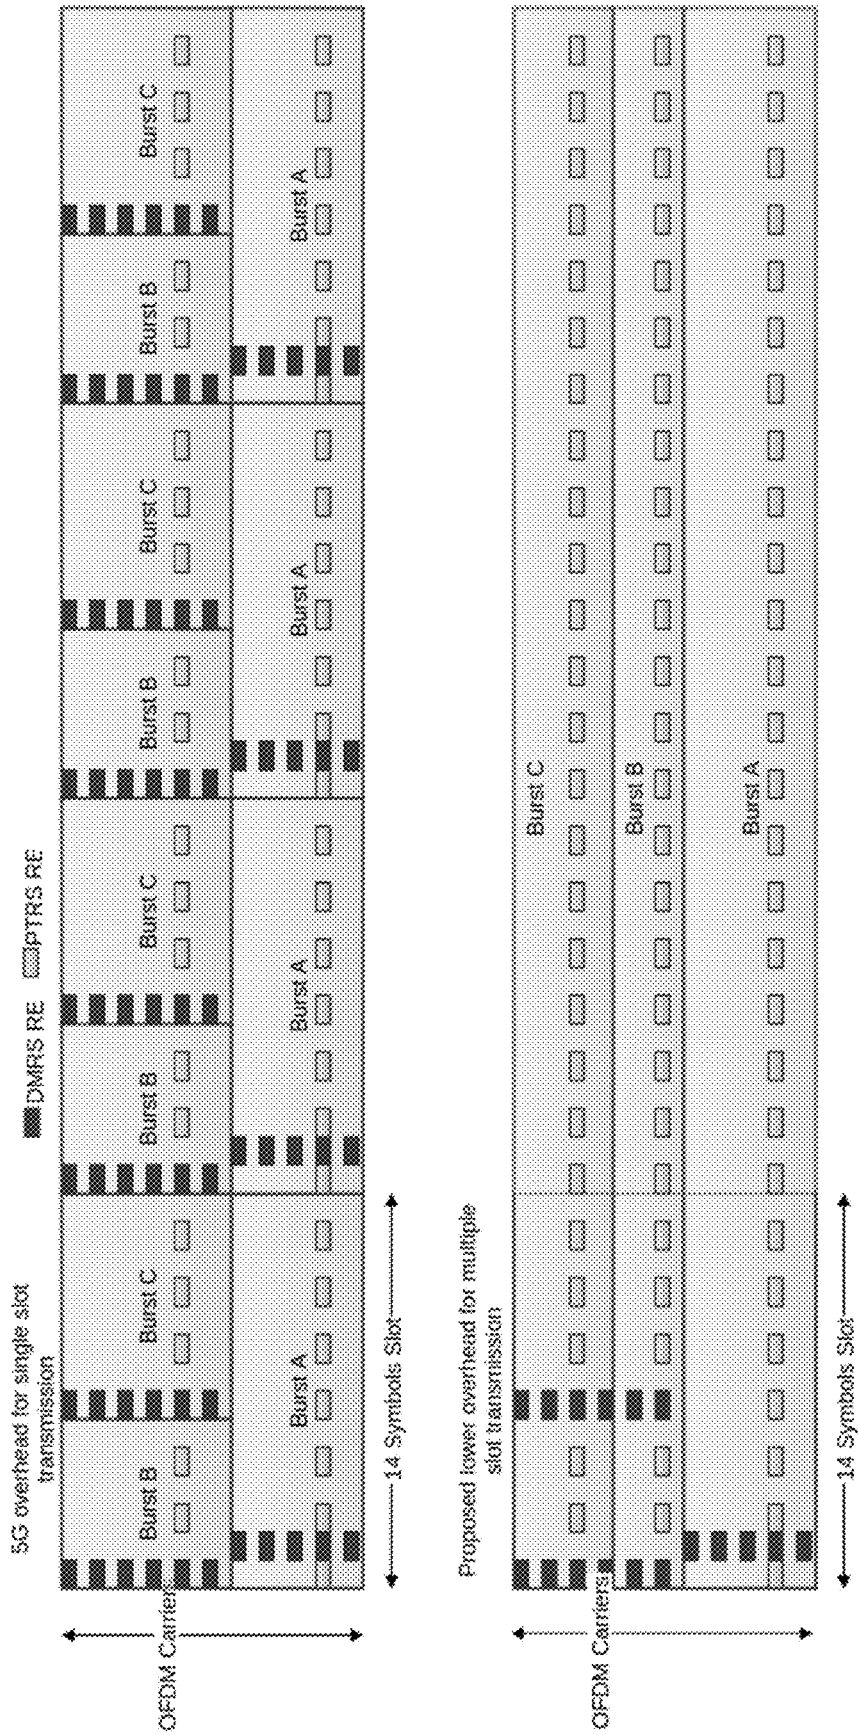 5G overhead for single slot
transmission
DMRS RE
PTRS RE
OFDM Carriers
Burst B
Burst C
Burst B
Burst C
Burst B
Burst C
Burst B
Burst C
Burst A
Burst A
Burst A
Burst A
14 Symbols Slot
Proposed lower overhead for multiple
slot transmission
OFDM Carriers
Burst C
Burst B
Burst A
14 Symbols Slot